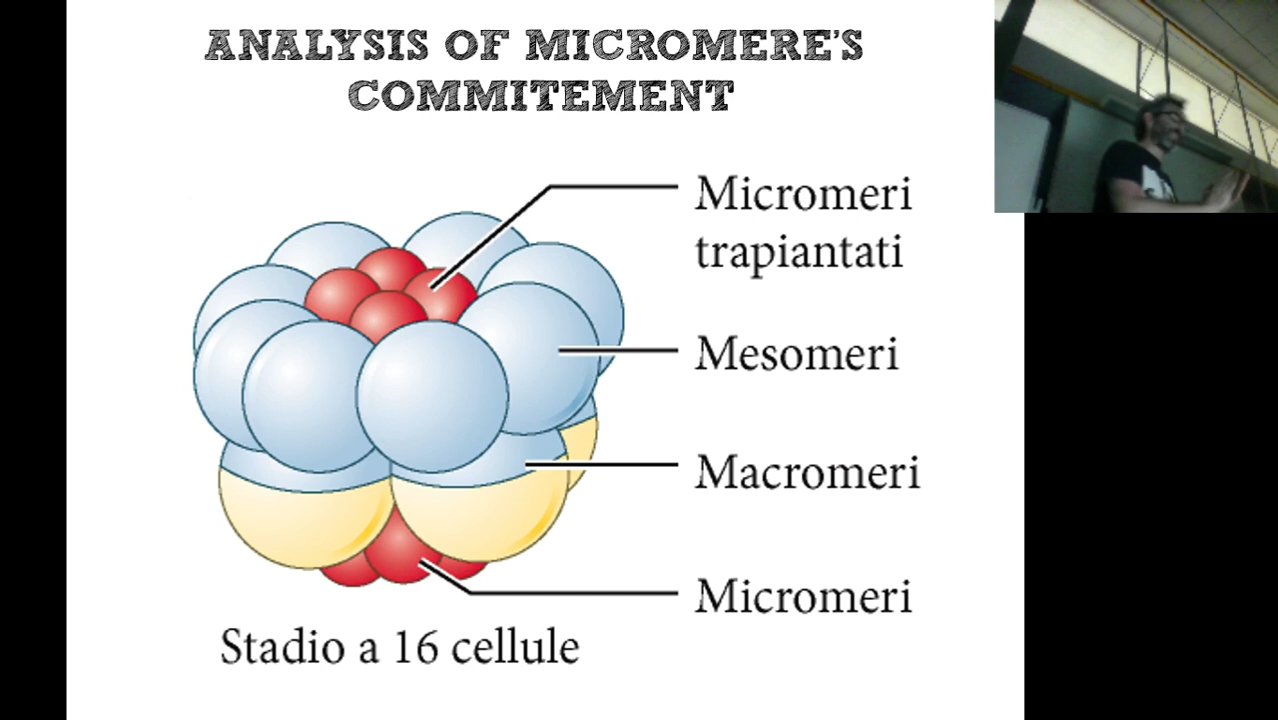 ANALYSIS OF MICROMERE'S
COMMITEMENT
Micromeri
trapiantati
Mesomeri
Macromeri
Micromeri
Stadio a 16 cellule